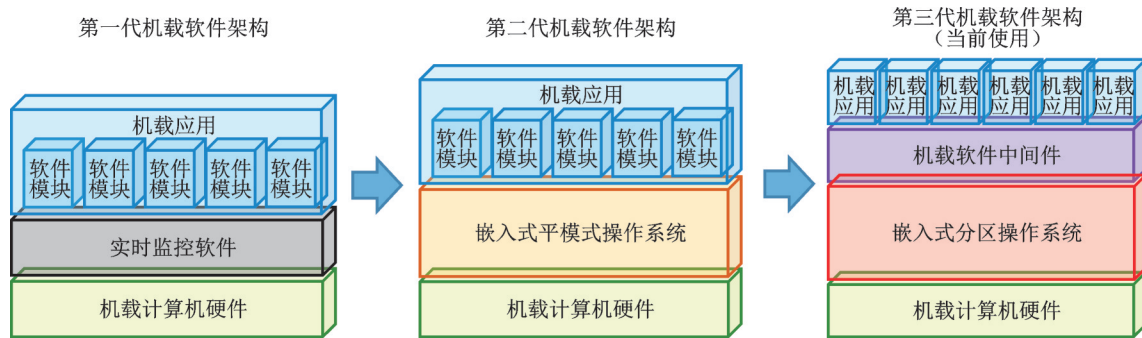 第一代机载软件架构
机载应用
软件
模块
软件
模块
软件
模块
软件
模块
软件
模块
实时监控软件
机载计算机硬件
第二代机载软件架构
机载应用
软件
模块
软件
模块
软件
模块
软件
模块
软件
模块
嵌入式平模式操作系统
机载计算机硬件
第三代机载软件架构
（当前使用）
机载
应用
机载
应用
机载
应用
机载
应用
机载
应用
机载
应用
机载软件中间件
嵌入式分区操作系统
机载计算机硬件